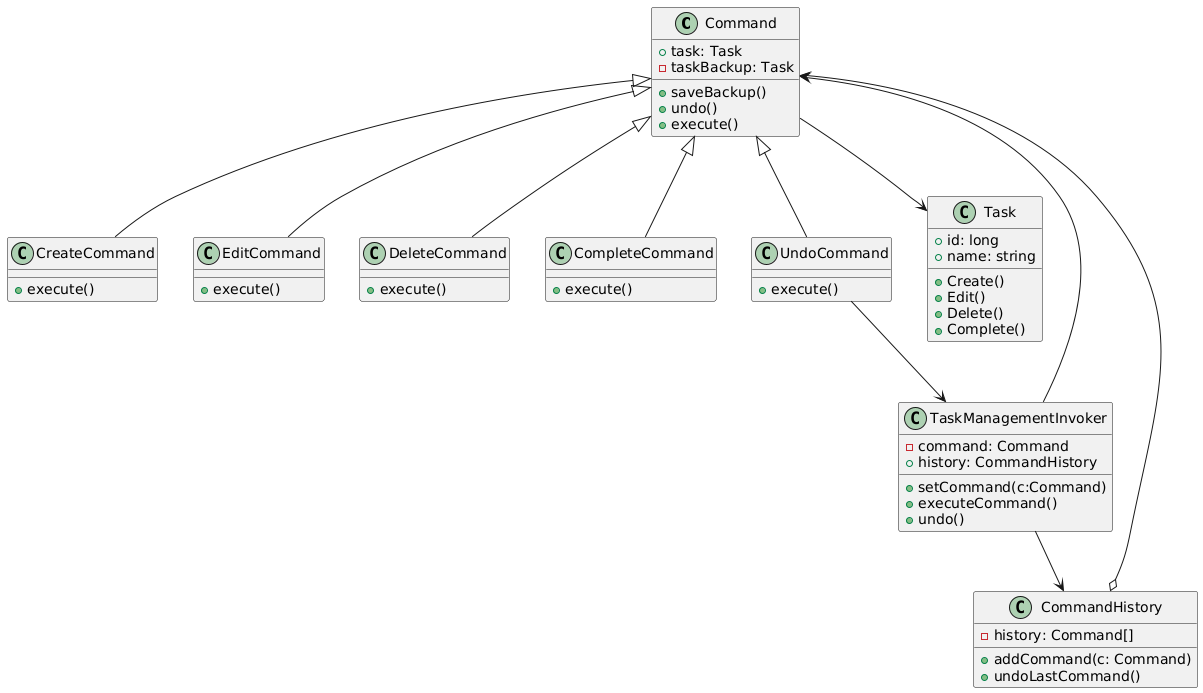 C Command
task: Task
taskBackup: Task
saveBackup()
undo()
execute()
C Task
id: long
name: string
Create()
Edit()
Delete()
Complete()
C CreateCommand
execute()
C EditCommand
execute()
C DeleteCommand
execute()
C CompleteCommand
execute()
C UndoCommand
execute()
C TaskManagementInvoker
command: Command
history: CommandHistory
setCommand(c:Command)
executeCommand()
undo()
C CommandHistory
history: Command[]
addCommand(c: Command)
undoLastCommand()